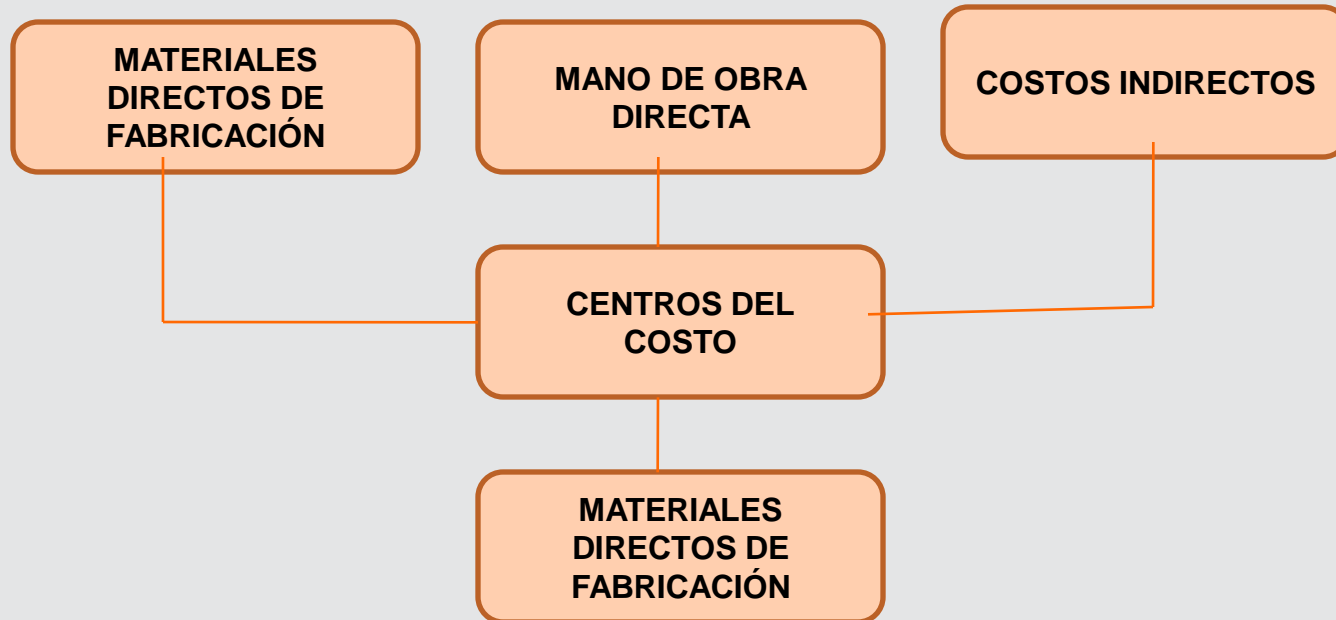 MATERIALES
DIRECTOS DE
FABRICACIÓN
MANO DE OBRA
DIRECTA
COSTOS INDIRECTOS
CENTROS DEL
COSTO
MATERIALES
DIRECTOS DE
FABRICACIÓN